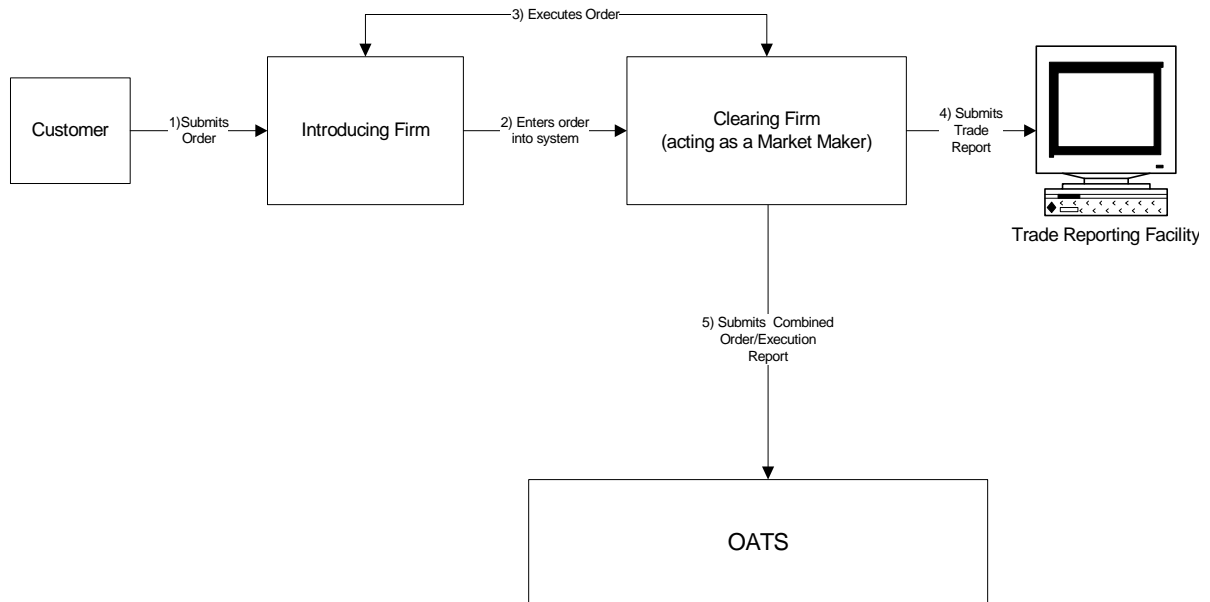 3) Executes Order
Customer
1)Submits
Order
Introducing Firm
2) Enters order
into system
Clearing Firm
(acting as a Market Maker)
4) Submits
Trade
Report
Trade Reporting Facility
5) Submits Combined
Order/Execution
Report
OATS